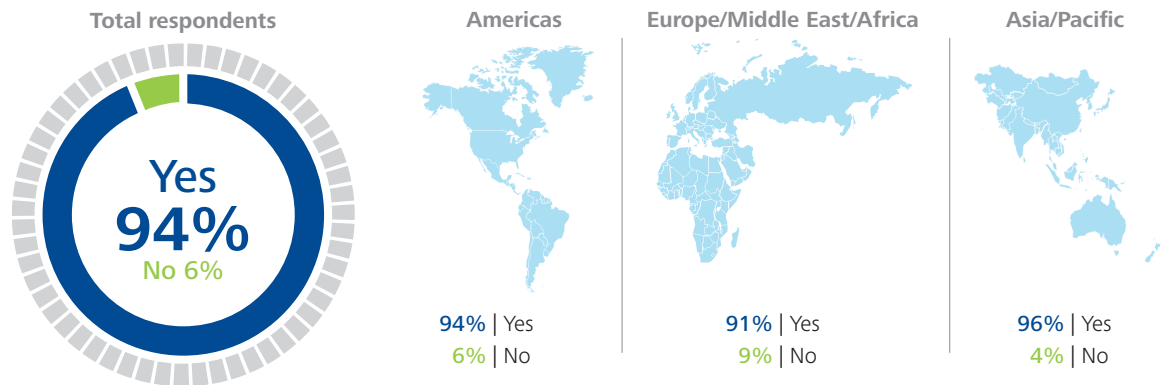 Total respondents
Yes
94%
No 6%
Americas
94% | Yes
6% | No
Europe/Middle East/Africa
91% | Yes
9% | No
Asia/Pacific
96% | Yes
4% | No